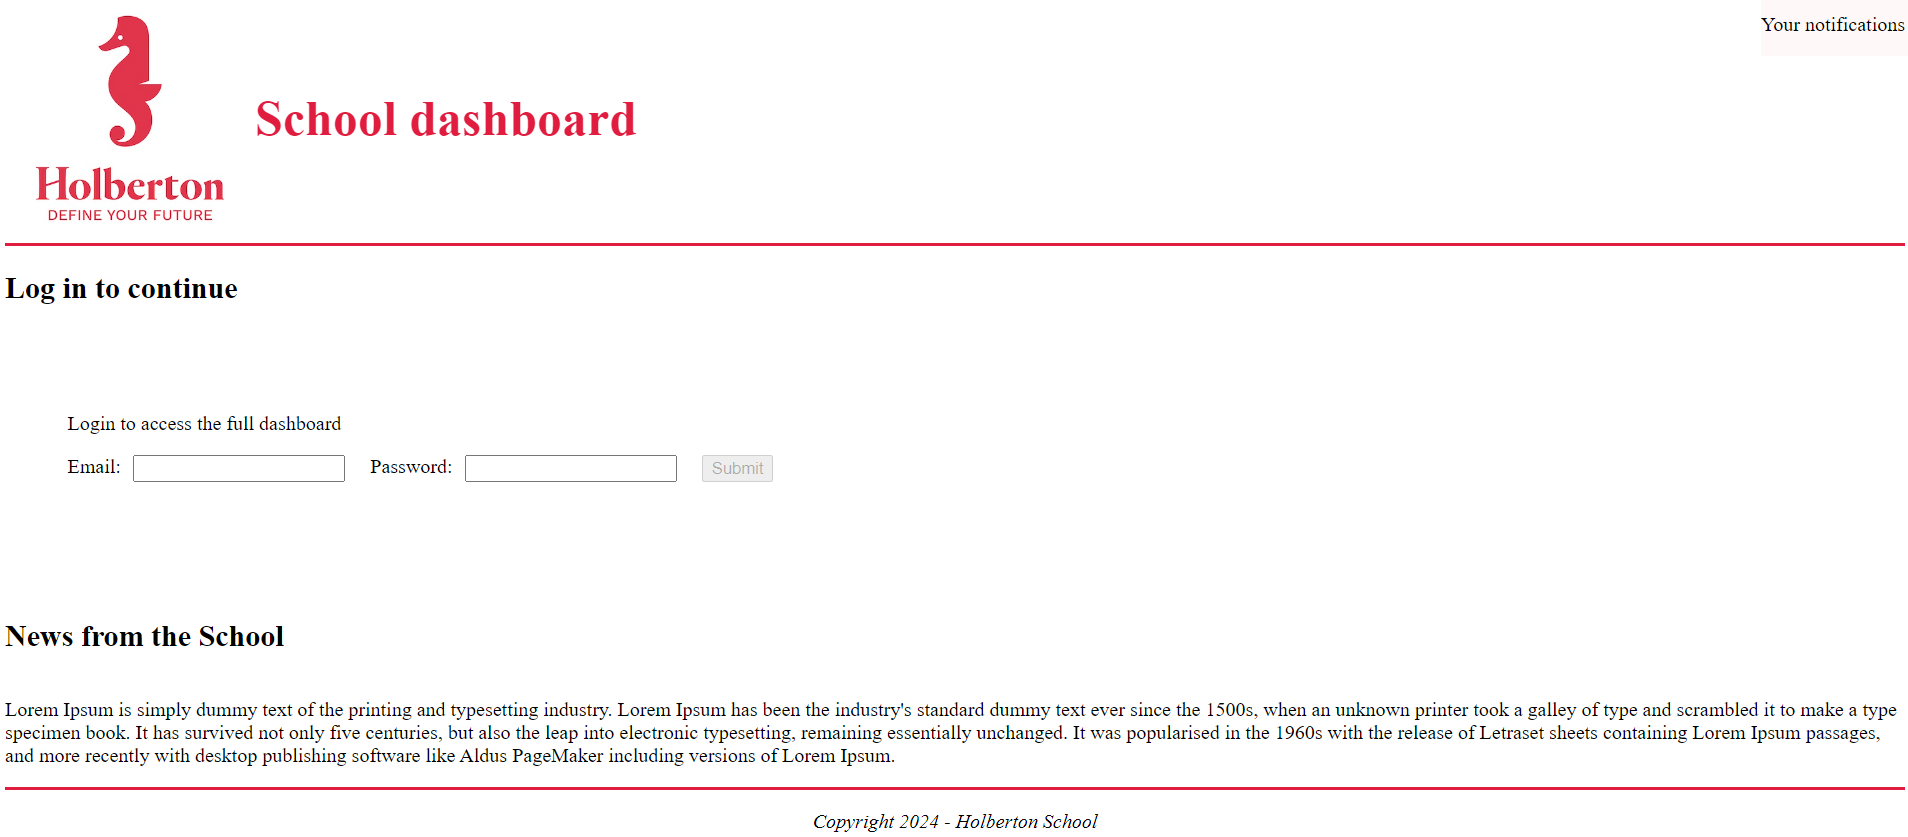 Your notifications
School dashboard
Holberton
DEFINE YOUR FUTURE
Log in to continue
Login to access the full dashboard
Email: Password: Submit
News from the School
Lorem Ipsum is simply dummy text of the printing and typesetting industry. Lorem Ipsum has been the industry's standard dummy text ever since the 1500s, when an unknown printer took a galley of type and scrambled it to make a type
specimen book. It has survived not only five centuries, but also the leap into electronic typesetting, remaining essentially unchanged. It was popularised in the 1960s with the release of Letraset sheets containing Lorem Ipsum passages,
and more recently with desktop publishing software like Aldus PageMaker including versions of Lorem Ipsum.
Copyright 2024 - Holberton School